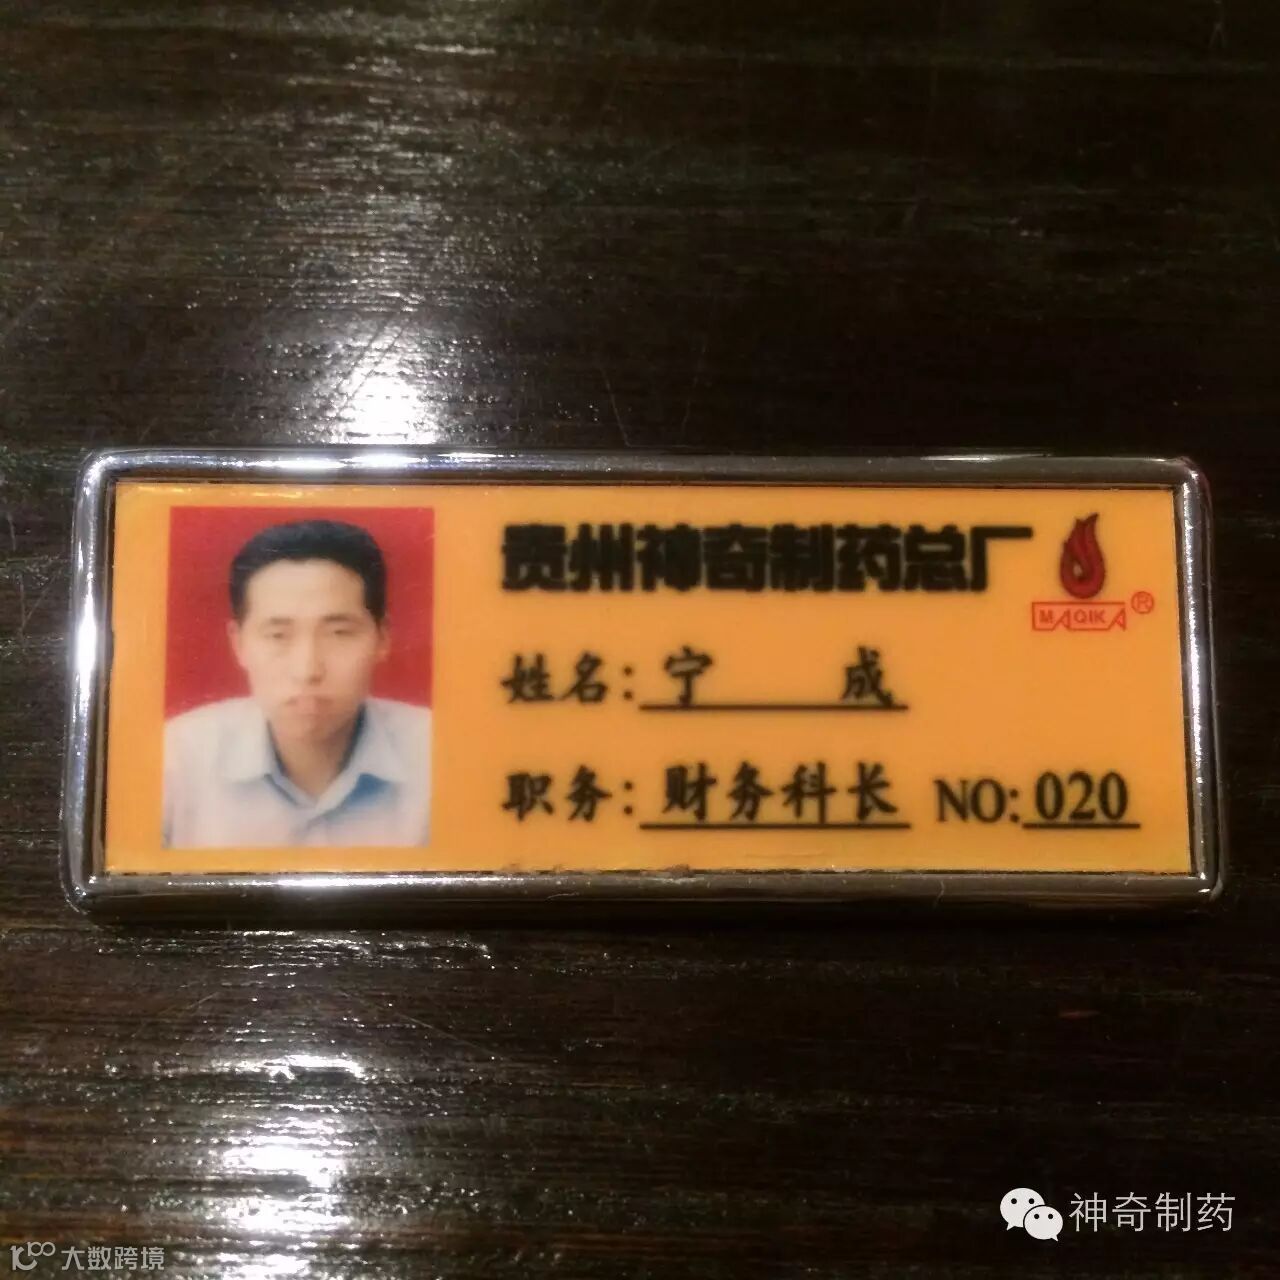 贵州神奇制药总厂
MAQIKA®
姓名：宁 成
职务：财务科长 NO:020
神奇制药
大数跨境